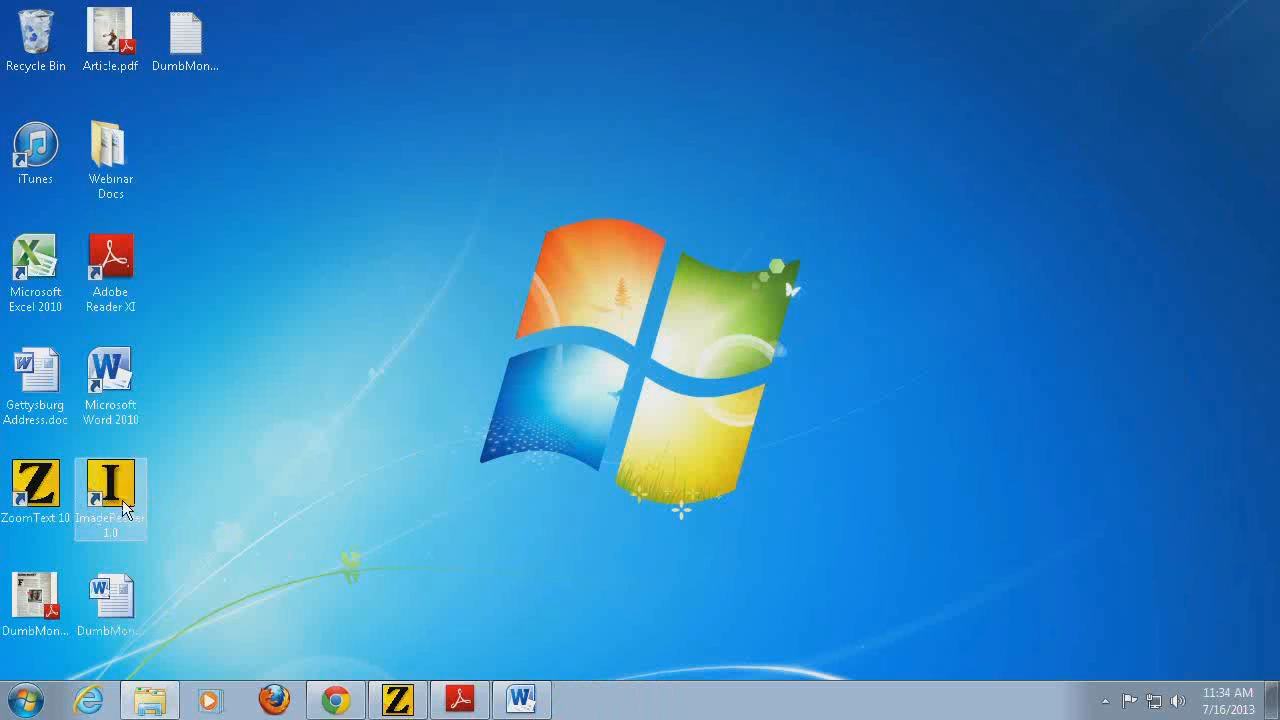 Recycle Bin
Article.pdf
DumbMon...
iTunes
Webinar
Docs
Microsoft
Excel 2010
Adobe
Reader XI
Gettysburg
Address.doc
Microsoft
Word 2010
Z
ZoomText 10
I
1.0
DumbMon...
DumbMon...
Z
11:34 AM
7/16/2013